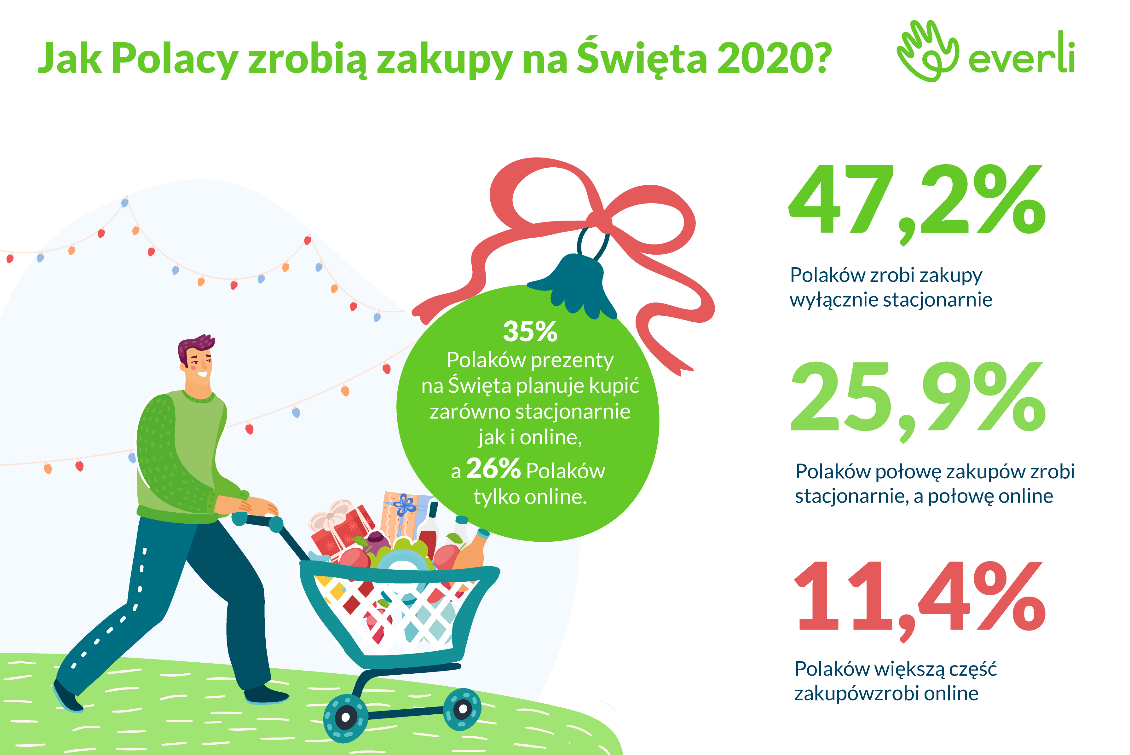 Jak Polacy zrobią zakupy na Święta 2020?
everli
35%
Polaków prezenty
na Święta planuje kupić
zarówno stacjonarnie
jak i online,
a 26% Polaków
tylko online.
47,2%
Polaków zrobi zakupy
wyłącznie stacjonarnie
25,9%
Polaków połowę zakupów zrobi
stacjonarnie, a połowę online
11,4%
Polaków większą część
zakupówzrobi online